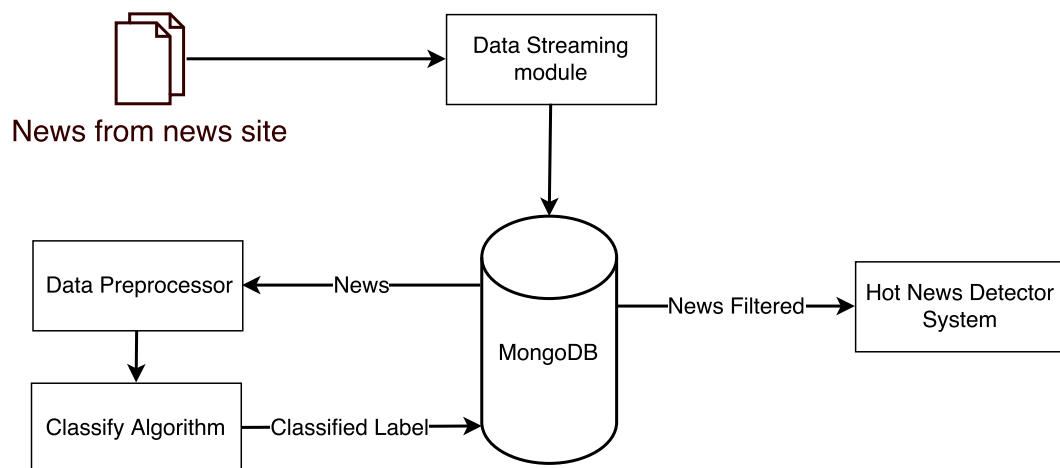 Data Streaming
module
News from news site
Data Preprocessor
News
News Filtered
Hot News Detector
System
MongoDB
Classify Algorithm
Classified Label